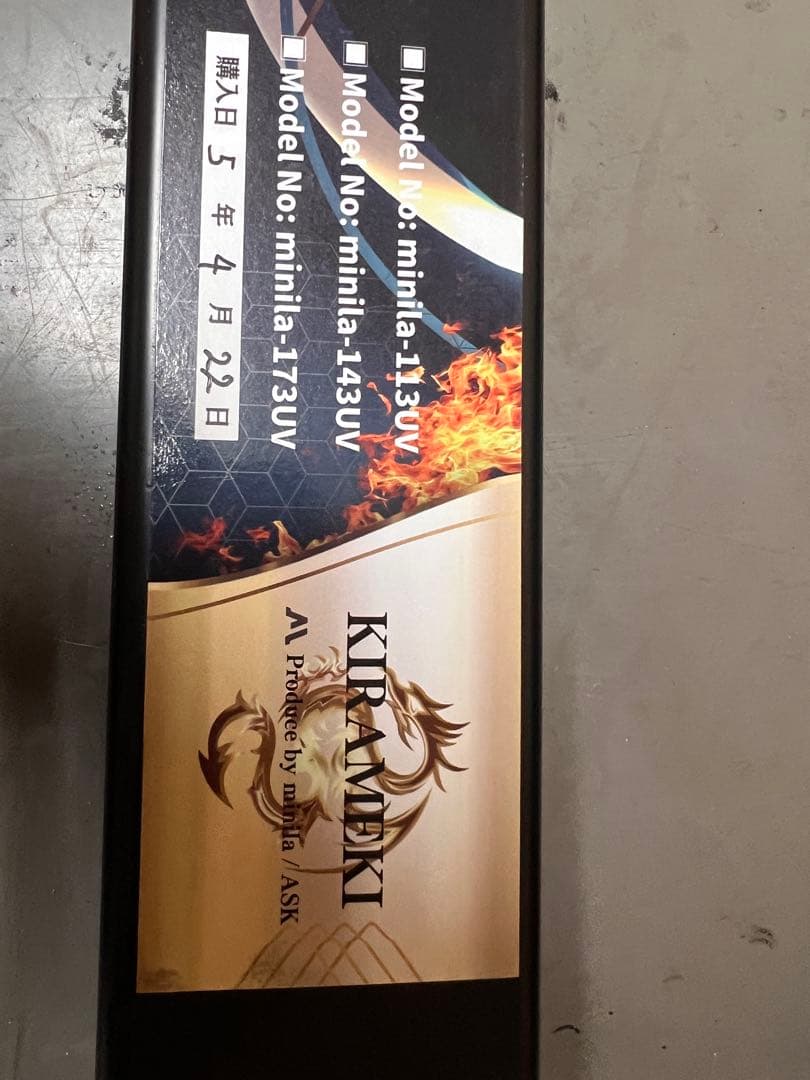 ■Model No: minila-113UV
■Model No: minila-143UV
■Model No: minila-173UV
購入日 5 年 4 月 22 日
KIRAMEKI
Produce by minila // ASK